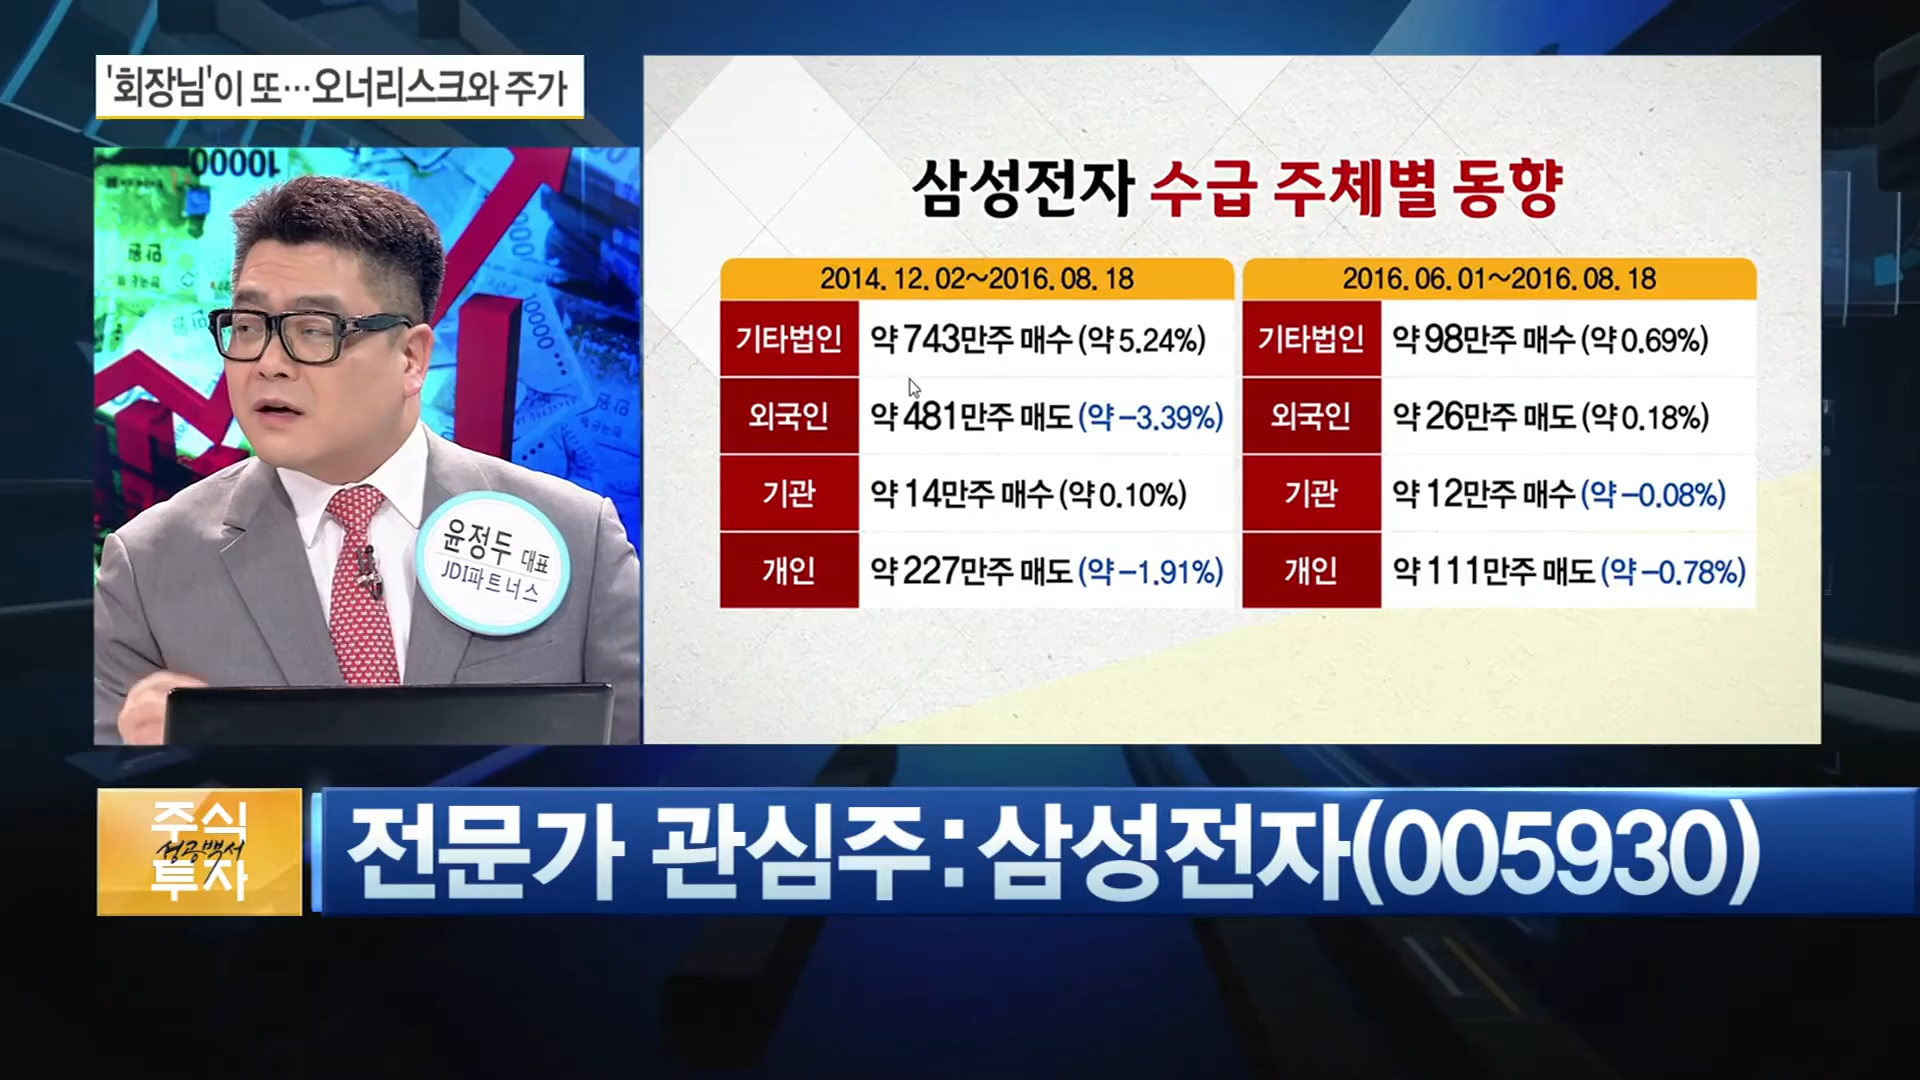 '회장님'이 또…오너리스크와 주가
10000
윤정두 대표
JDI파트너스
삼성전자 수급 주체별 동향
2014.12.02~2016.08.18
기타법인 약 743만주 매수 (약 5.24%)
외국인 약 481만주 매도 (약 -3.39%)
기관 약 14만주 매수 (약 0.10%)
개인 약 227만주 매도 (약 -1.91%)
2016.06.01~2016.08.18
기타법인 약 98만주 매수 (약 0.69%)
외국인 약 26만주 매도 (약 0.18%)
기관 약 12만주 매수 (약 -0.08%)
개인 약 111만주 매도 (약 -0.78%)
주식
성공백서
투자
전문가 관심주:삼성전자(005930)